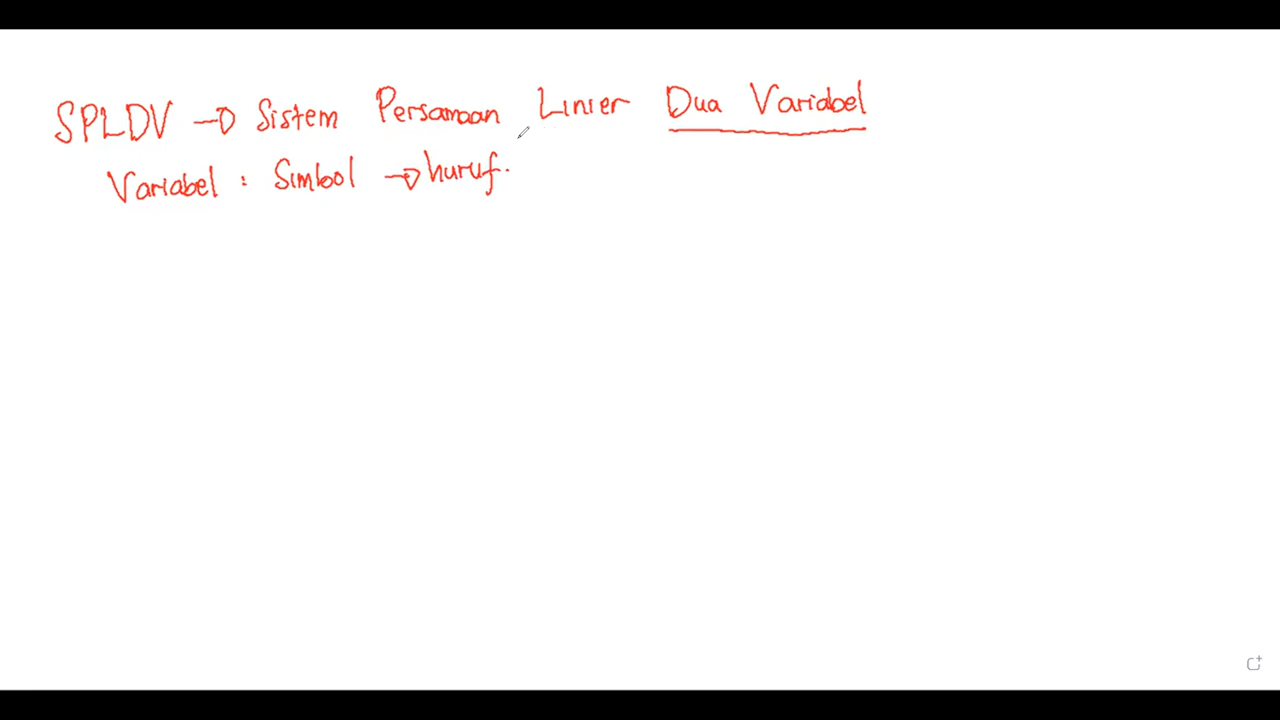 SPLDV → Sistem Persamaan Linier Dua Variabel
Variabel : Simbol → huruf.